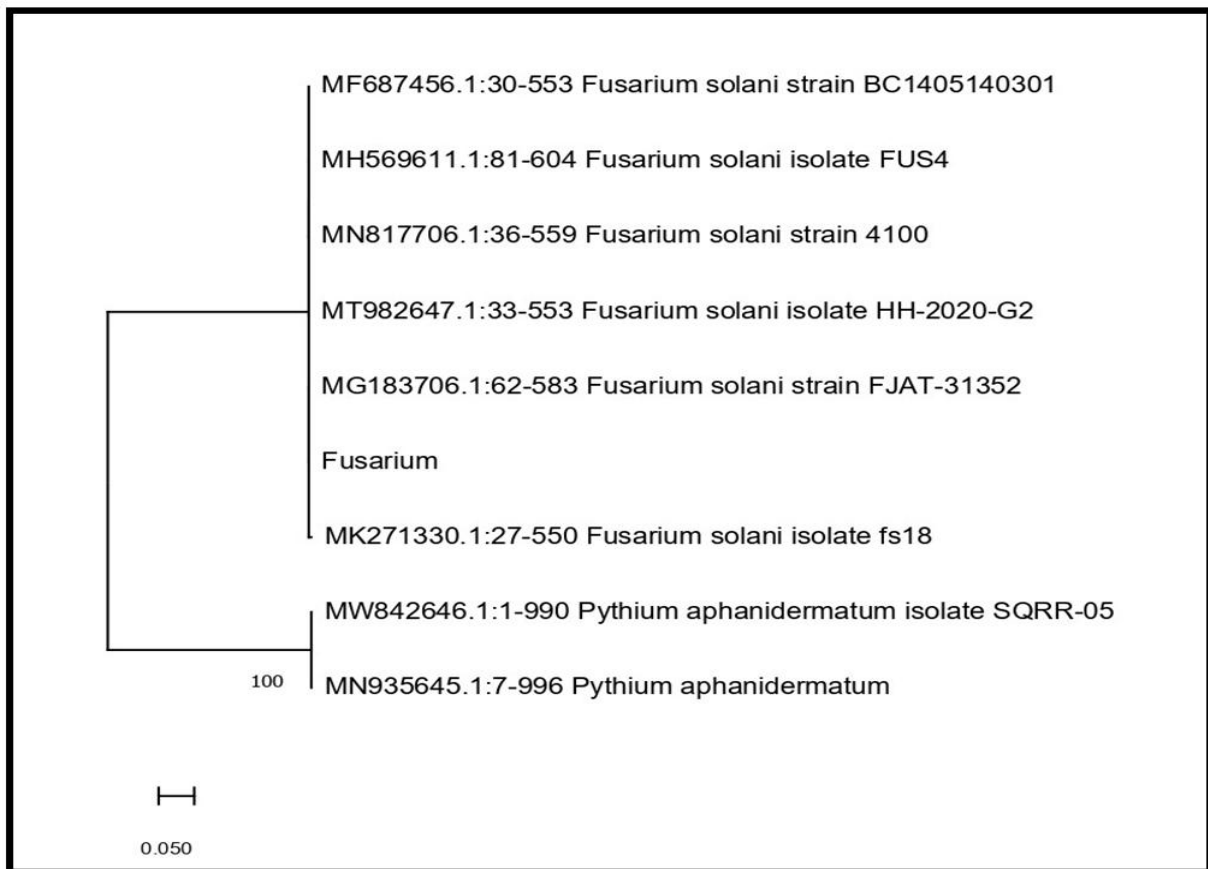 MF687456.1:30-553 Fusarium solani strain BC1405140301
MH569611.1:81-604 Fusarium solani isolate FUS4
MN817706.1:36-559 Fusarium solani strain 4100
MT982647.1:33-553 Fusarium solani isolate HH-2020-G2
MG183706.1:62-583 Fusarium solani strain FJAT-31352
Fusarium
MK271330.1:27-550 Fusarium solani isolate fs18
MW842646.1:1-990 Pythium aphanidermatum isolate SQRR-05
100 MN935645.1:7-996 Pythium aphanidermatum
0.050